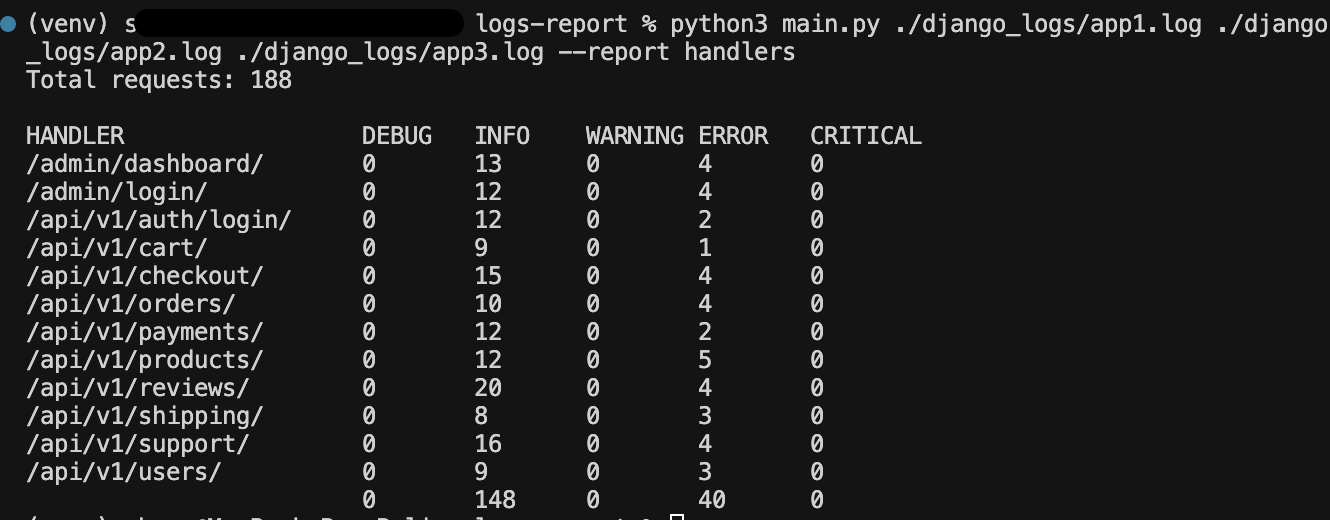 (venv) s logs-report % python3 main.py ./django_logs/app1.log ./django
_logs/app2.log ./django_logs/app3.log --report handlers
Total requests: 188
HANDLER DEBUG INFO WARNING ERROR CRITICAL
/admin/dashboard/ 0 13 0 4 0
/admin/login/ 0 12 0 4 0
/api/v1/auth/login/ 0 12 0 2 0
/api/v1/cart/ 0 9 0 1 0
/api/v1/checkout/ 0 15 0 4 0
/api/v1/orders/ 0 10 0 4 0
/api/v1/payments/ 0 12 0 2 0
/api/v1/products/ 0 12 0 5 0
/api/v1/reviews/ 0 20 0 4 0
/api/v1/shipping/ 0 8 0 3 0
/api/v1/support/ 0 16 0 4 0
/api/v1/users/ 0 9 0 3 0
0 148 0 40 0